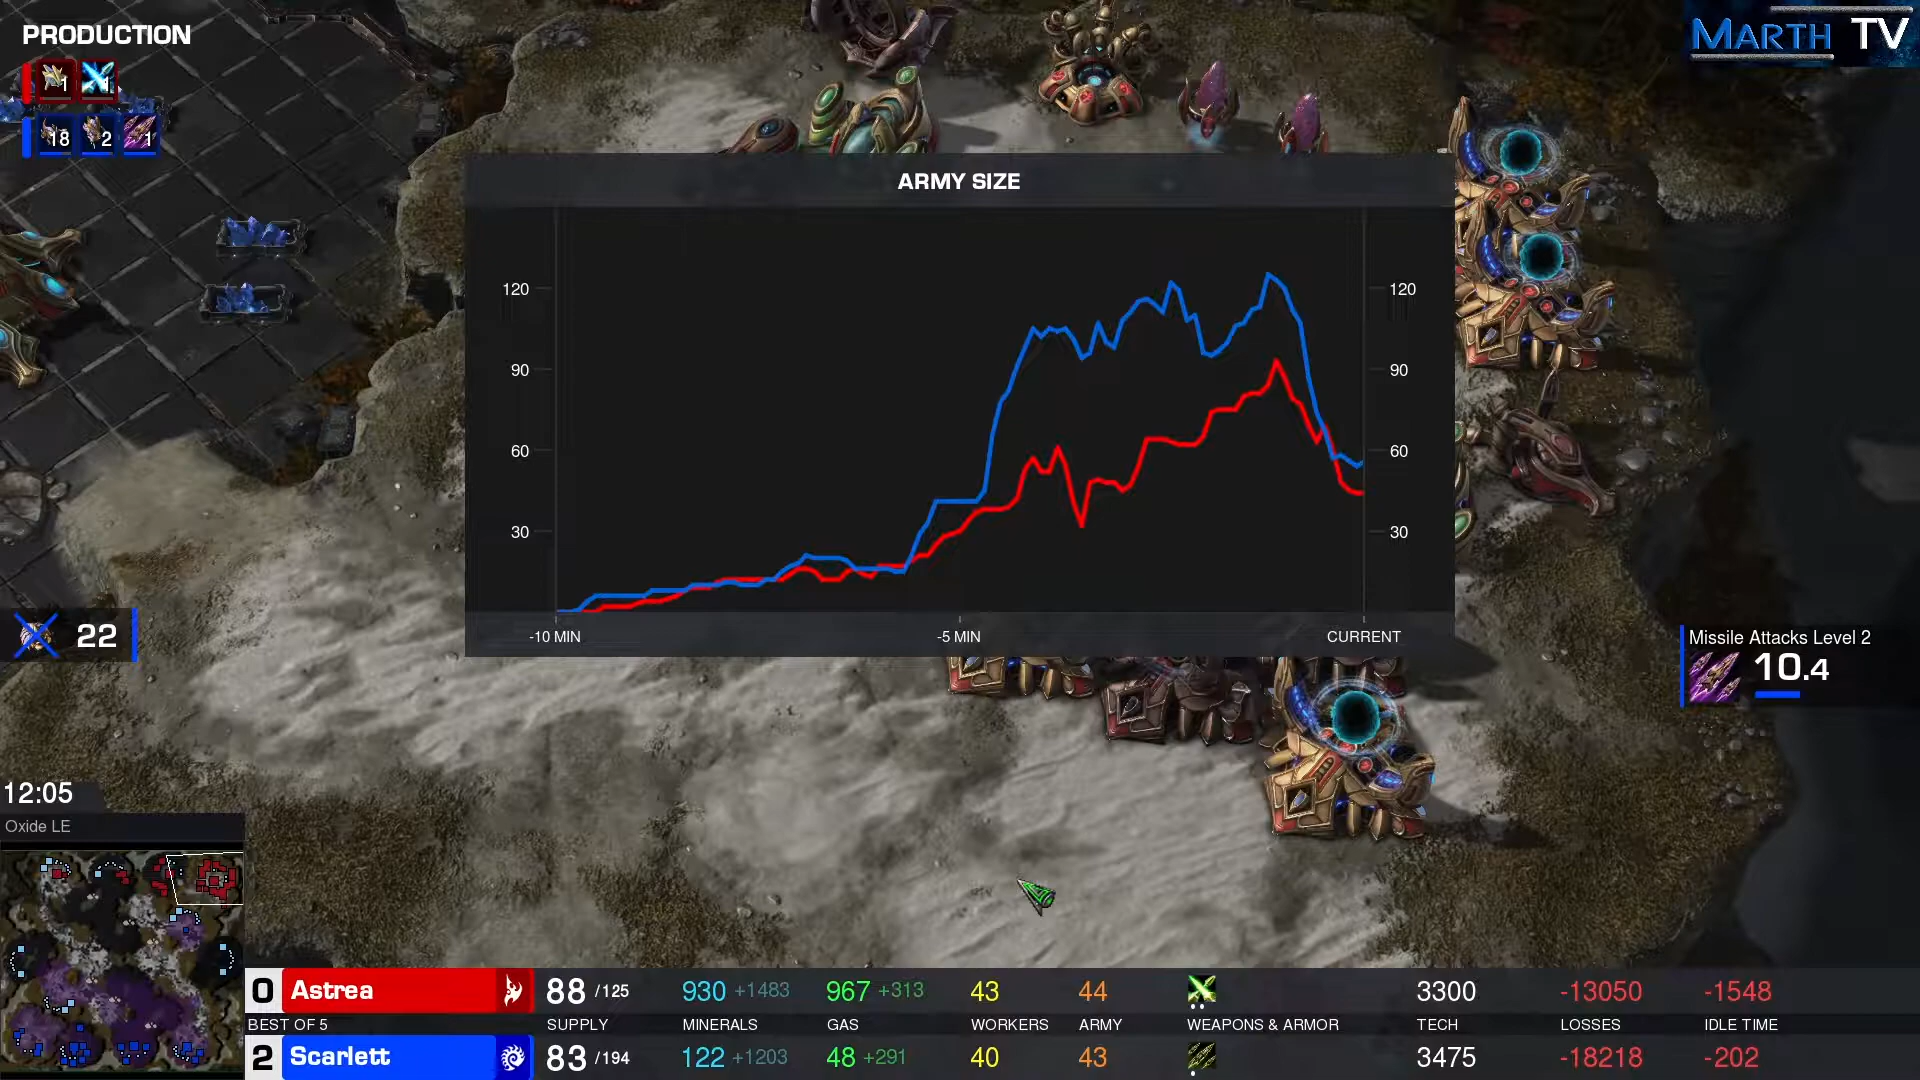 PRODUCTION
1 1
18 2 1
MARTH TV
ARMY SIZE
120 120
90 90
60 60
30 30
-10 MIN -5 MIN CURRENT
22
Missile Attacks Level 2
10.4
12:05
Oxide LE
0 Astrea 88 /125 930 +1483 967 +313 43 44 3300 -13050 -1548
BEST OF 5 SUPPLY MINERALS GAS WORKERS ARMY WEAPONS & ARMOR TECH LOSSES IDLE TIME
2 Scarlett 83 /194 122 +1203 48 +291 40 43 3475 -18218 -202